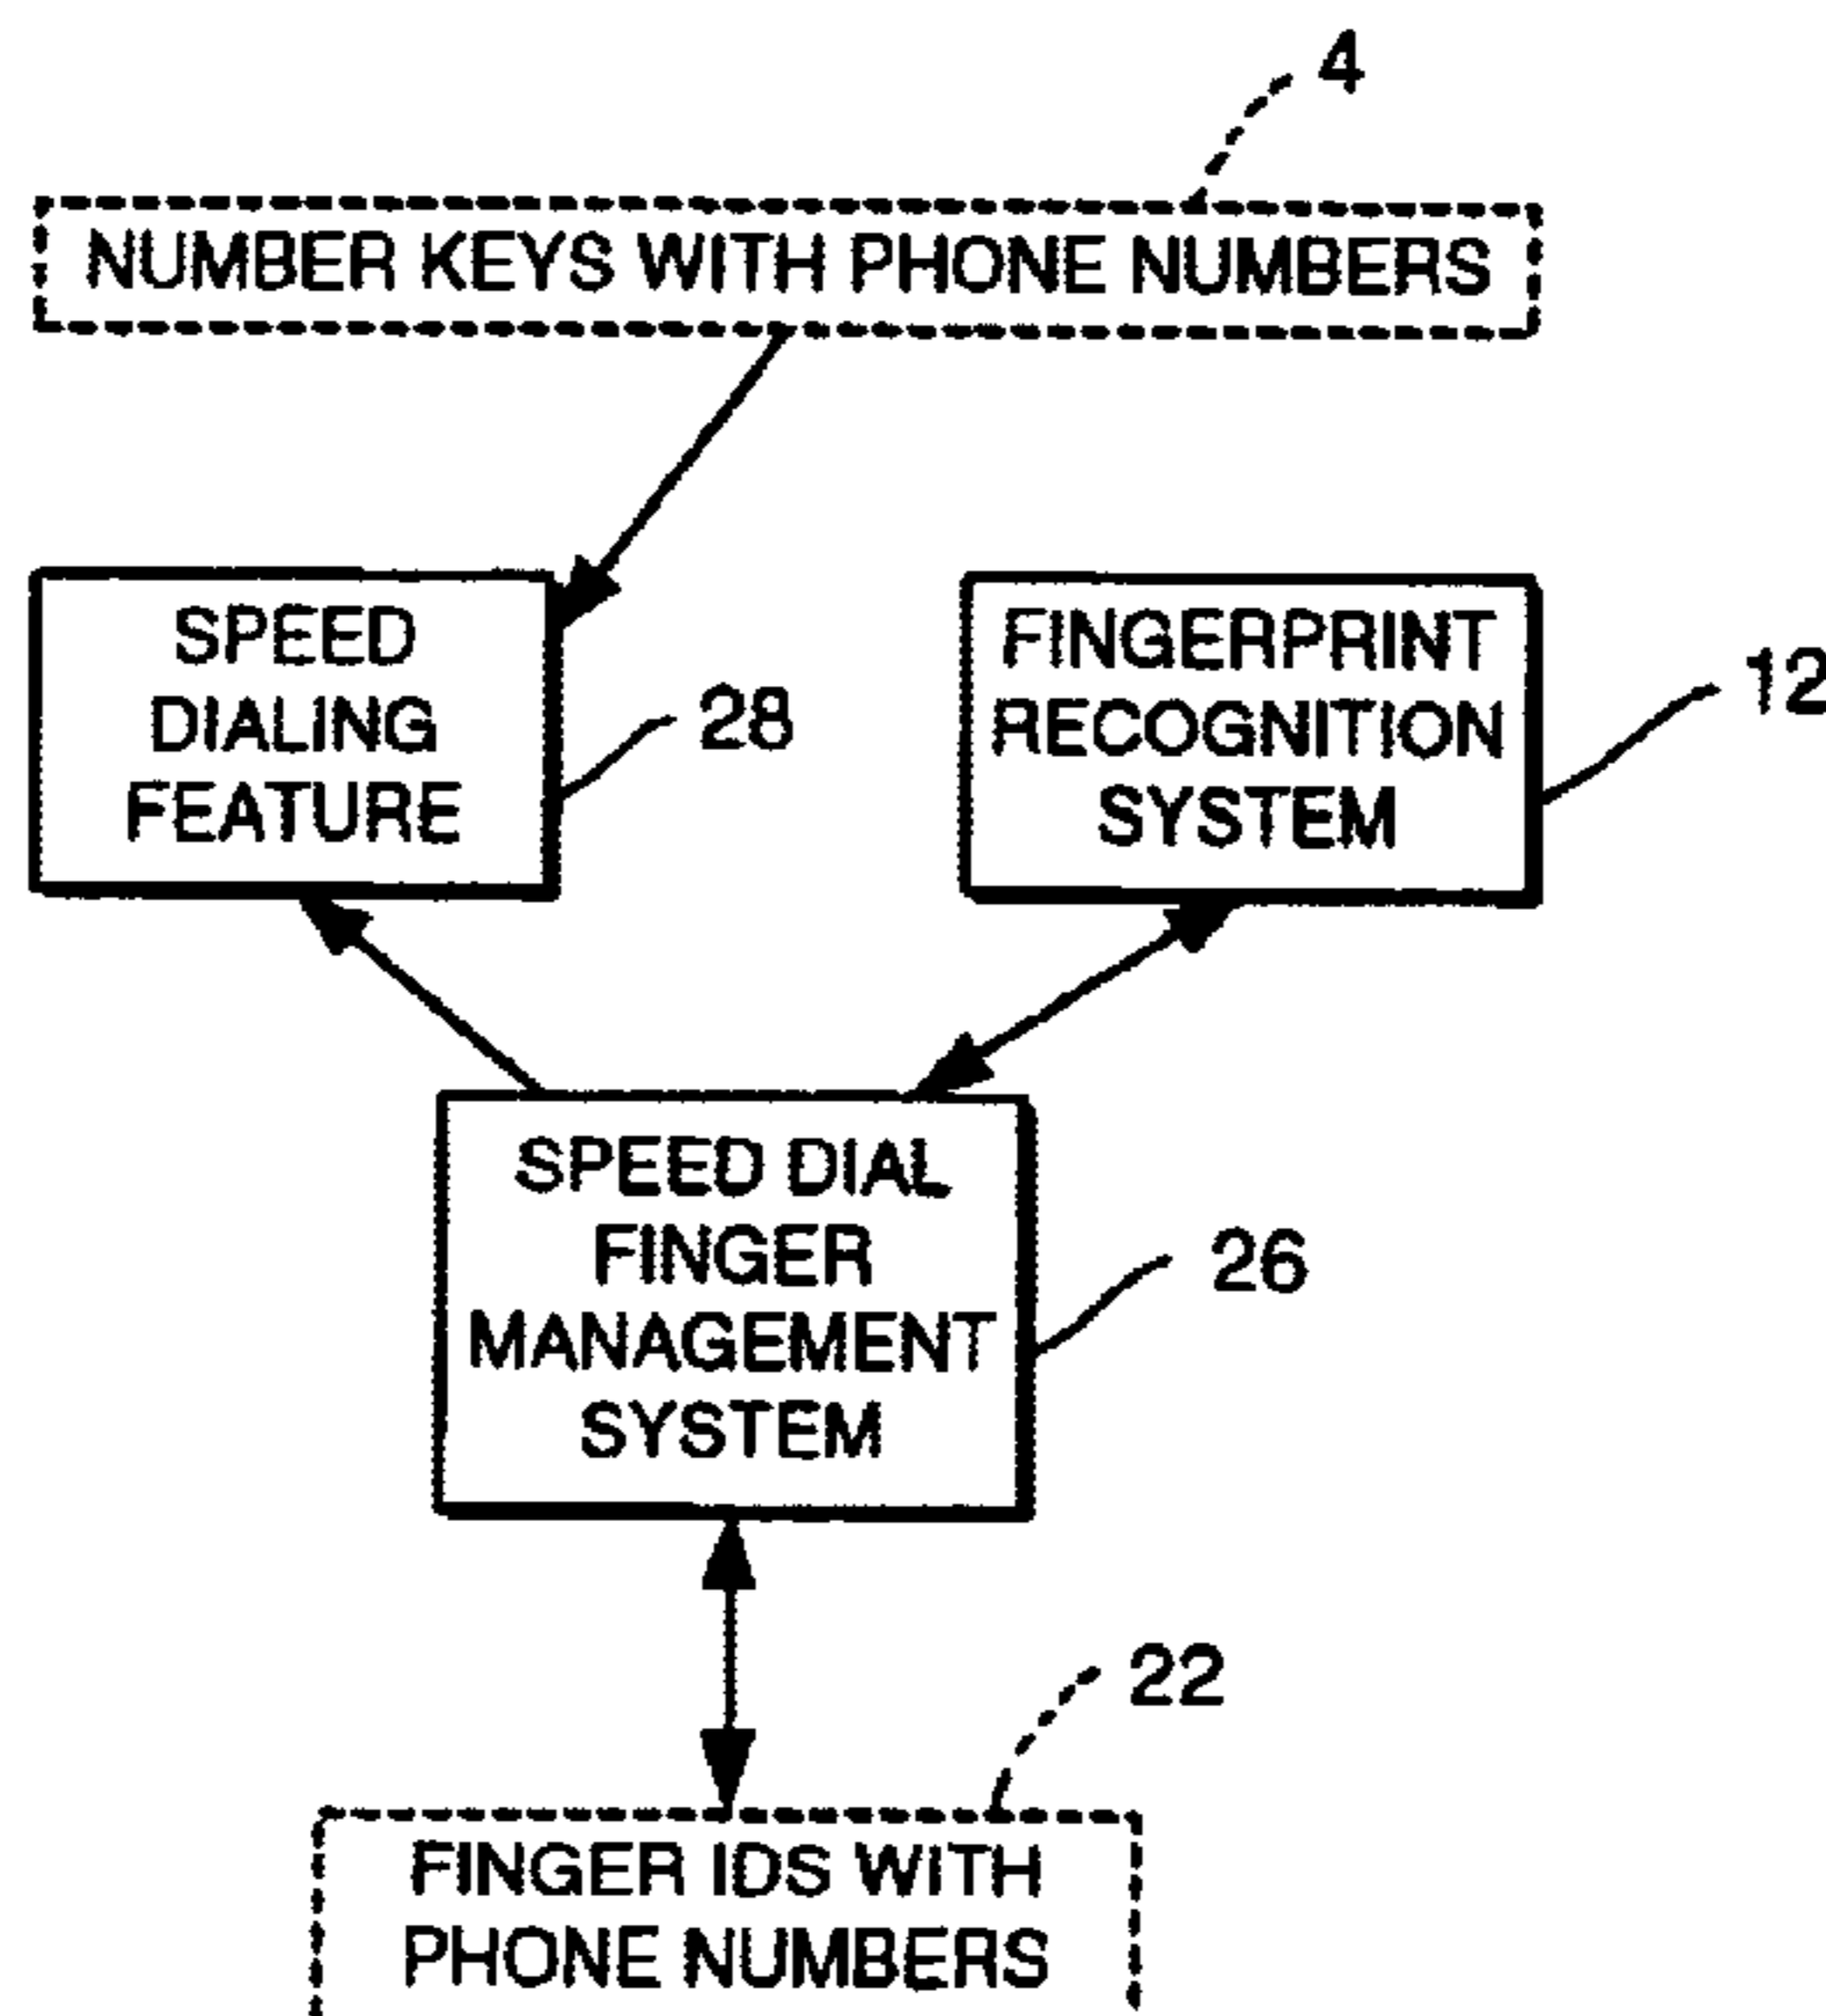 4
NUMBER KEYS WITH PHONE NUMBERS
SPEED
DIALING
FEATURE
28
FINGERPRINT
RECOGNITION
SYSTEM
12
SPEED DIAL
FINGER
MANAGEMENT
SYSTEM
26
22
FINGER IDS WITH
PHONE NUMBERS